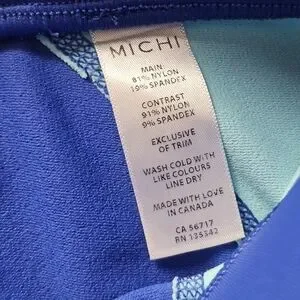 MICHI
MAIN:
81% NYLON
19% SPANDEX
CONTRAST
91% NYLON
9% SPANDEX
EXCLUSIVE
OF TRIM
WASH COLD WITH
LIKE COLOURS
LINE DRY
MADE WITH LOVE
IN CANADA
CA 56717
RN 135342